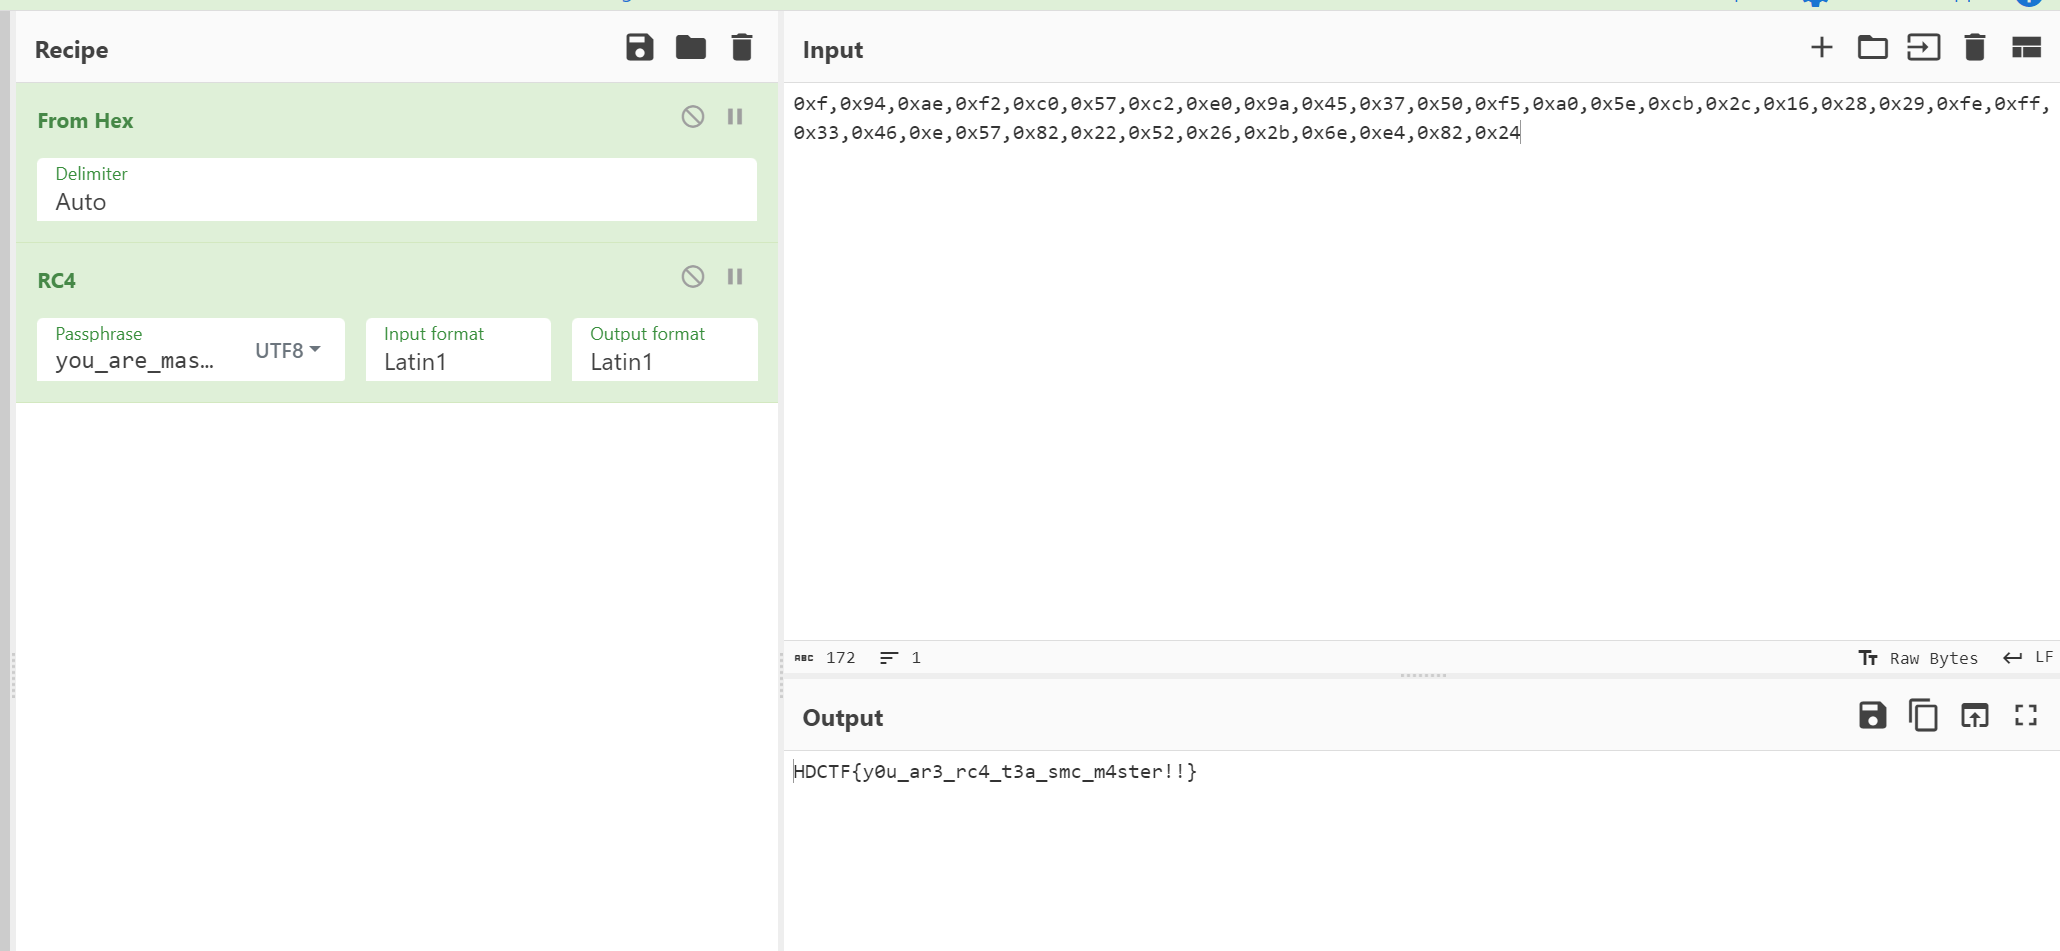 Recipe
From Hex
Delimiter
Auto
RC4
Passphrase
you_are_mas…
UTF8
Input format
Latin1
Output format
Latin1
Input
0xf,0x94,0xae,0xf2,0xc0,0x57,0xc2,0xe0,0x9a,0x45,0x37,0x50,0xf5,0xa0,0x5e,0xcb,0x2c,0x16,0x28,0x29,0xfe,0xff,
0x33,0x46,0xe,0x57,0x82,0x22,0x52,0x26,0x2b,0x6e,0xe4,0x82,0x24
ABC 172 1
Raw Bytes LF
Output
HDCTF{y0u_ar3_rc4_t3a_smc_m4ster!!}